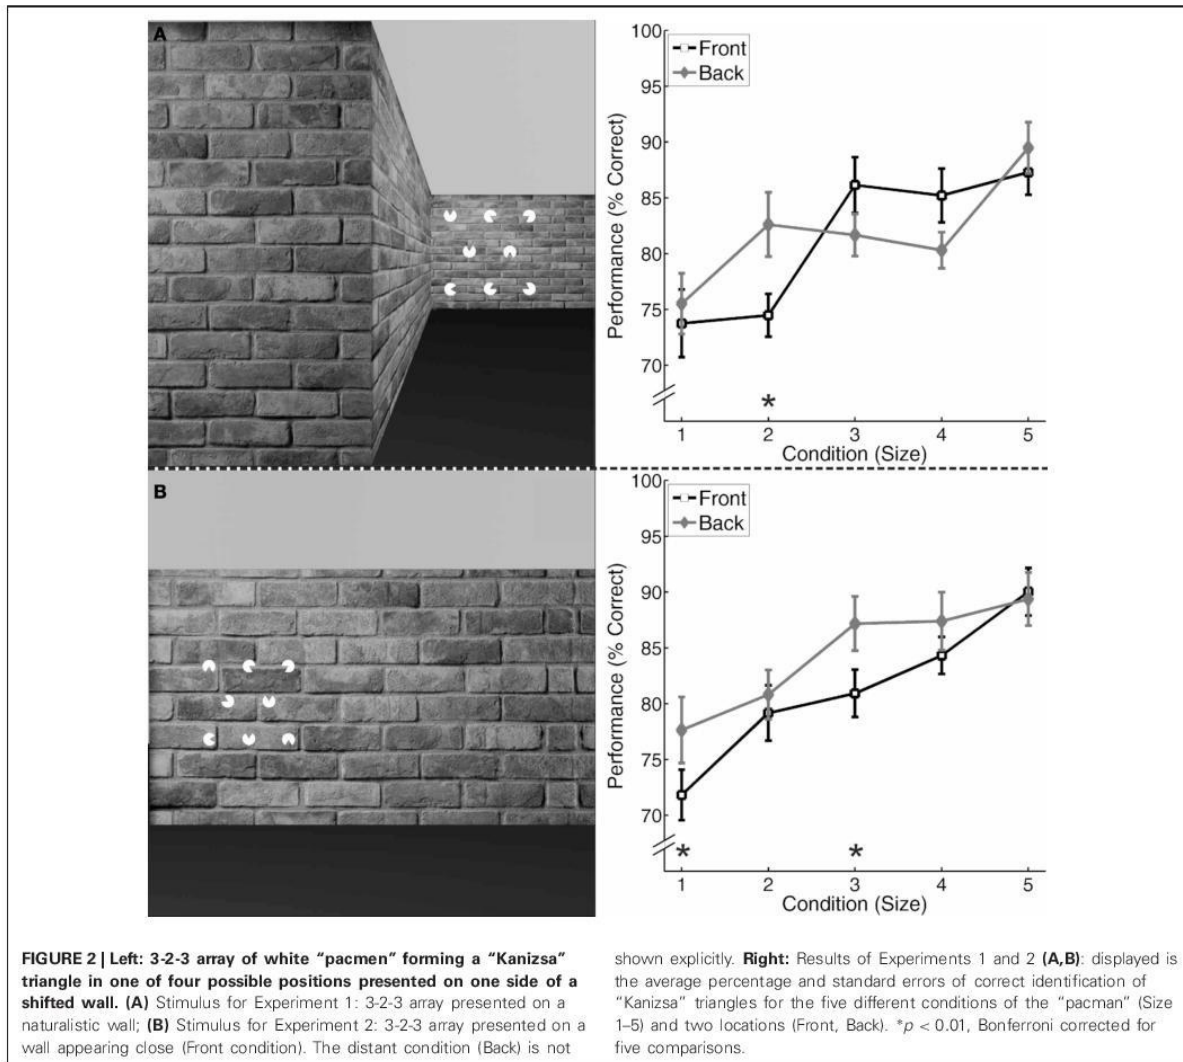 A
100
95
90
85
80
75
70
Performance (% Correct)
Front
Back
*
1 2 3 4 5
Condition (Size)
B
100
95
90
85
80
75
70
Performance (% Correct)
Front
Back
* *
1 2 3 4 5
Condition (Size)
FIGURE 2 | Left: 3-2-3 array of white “pacmen” forming a “Kanizsa”
triangle in one of four possible positions presented on one side of a
shifted wall. (A) Stimulus for Experiment 1: 3-2-3 array presented on a
naturalistic wall; (B) Stimulus for Experiment 2: 3-2-3 array presented on a
wall appearing close (Front condition). The distant condition (Back) is not
shown explicitly. Right: Results of Experiments 1 and 2 (A,B): displayed is
the average percentage and standard errors of correct identification of
“Kanizsa” triangles for the five different conditions of the “pacman” (Size
1–5) and two locations (Front, Back). *p < 0.01, Bonferroni corrected for
five comparisons.